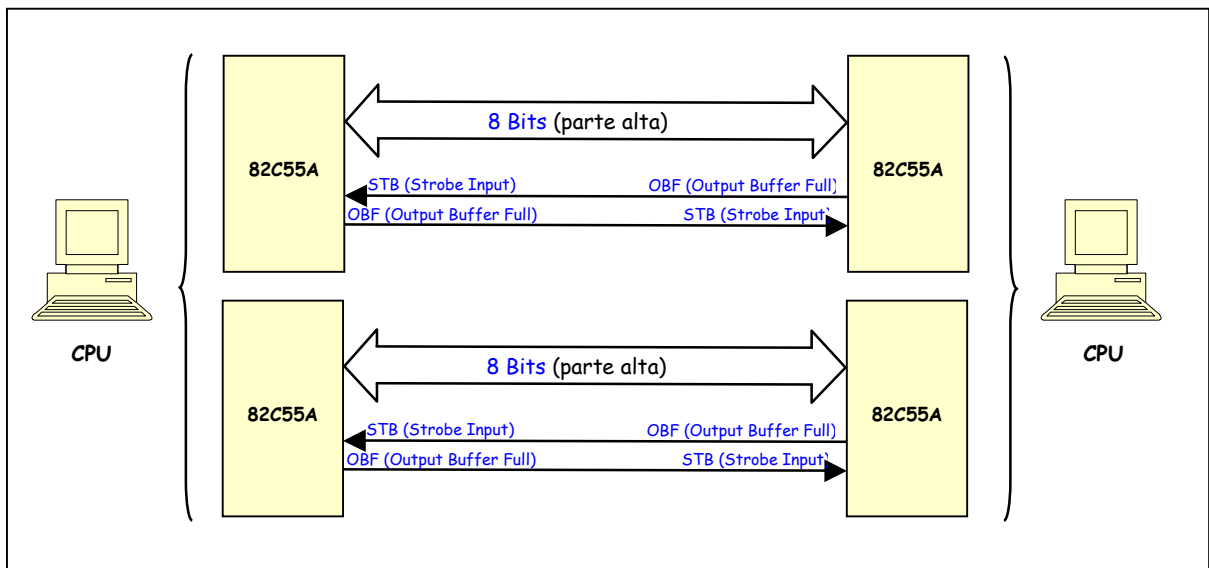 8 Bits (parte alta)
82C55A
82C55A
STB (Strobe Input)
OBF (Output Buffer Full)
OBF (Output Buffer Full)
STB (Strobe Input)
CPU
CPU
8 Bits (parte alta)
82C55A
82C55A
STB (Strobe Input)
OBF (Output Buffer Full)
OBF (Output Buffer Full)
STB (Strobe Input)